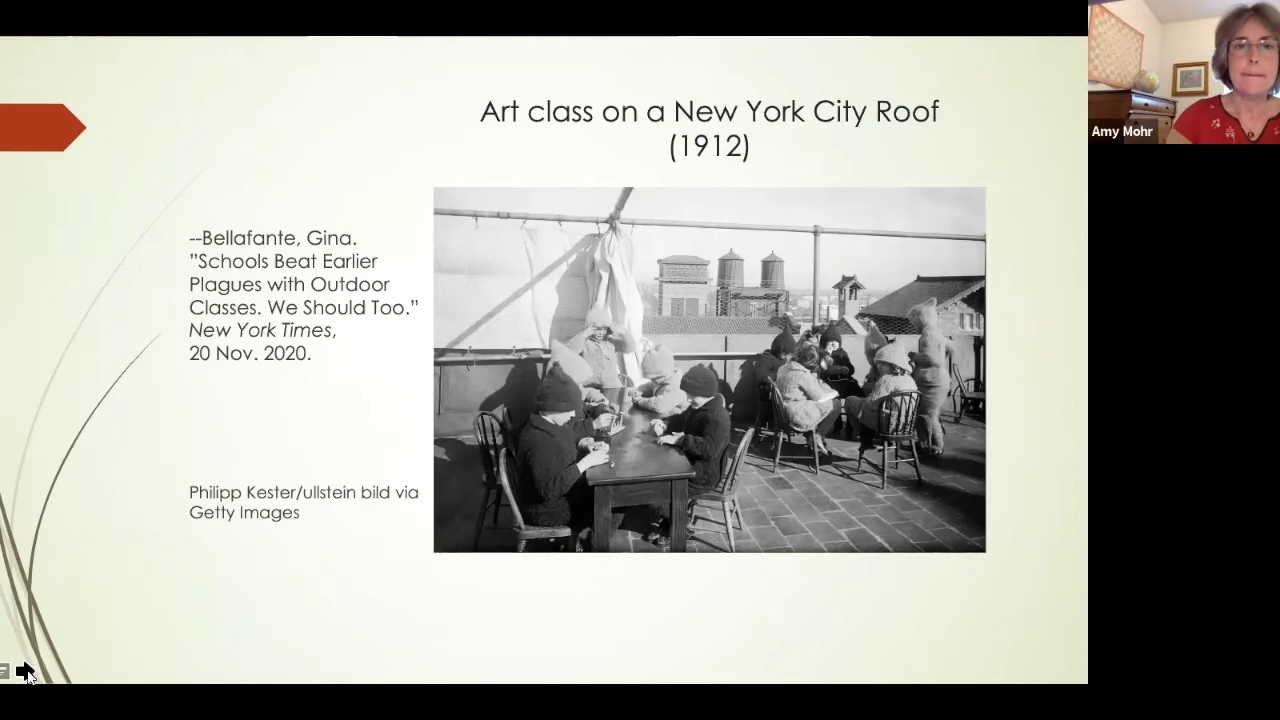 Art class on a New York City Roof
(1912)
--Bellafante, Gina.
”Schools Beat Earlier
Plagues with Outdoor
Classes. We Should Too.”
New York Times,
20 Nov. 2020.
Philipp Kester/ullstein bild via
Getty Images
Amy Mohr